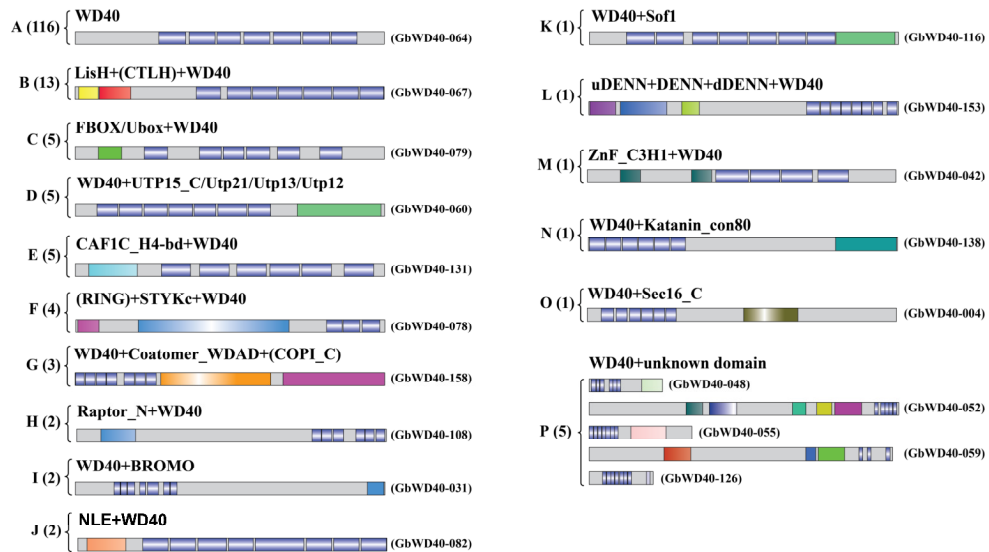 WD40
A (116)
(GbWD40-064)
LisH+(CTLH)+WD40
B (13)
(GbWD40-067)
FBOX/Ubox+WD40
C (5)
(GbWD40-079)
WD40+UTP15_C/Utp21/Utp13/Utp12
D (5)
(GbWD40-060)
CAF1C_H4-bd+WD40
E (5)
(GbWD40-131)
(RING)+STYKc+WD40
F (4)
(GbWD40-078)
WD40+Coatomer_WDAD+(COPI_C)
G (3)
(GbWD40-158)
Raptor_N+WD40
H (2)
(GbWD40-108)
WD40+BROMO
I (2)
(GbWD40-031)
NLE+WD40
J (2)
(GbWD40-082)
WD40+Sof1
K (1)
(GbWD40-116)
uDENN+DENN+dDENN+WD40
L (1)
(GbWD40-153)
ZnF_C3H1+WD40
M (1)
(GbWD40-042)
WD40+Katanin_con80
N (1)
(GbWD40-138)
WD40+Sec16_C
O (1)
(GbWD40-004)
WD40+unknown domain
(GbWD40-048)
(GbWD40-052)
P (5)
(GbWD40-055)
(GbWD40-059)
(GbWD40-126)